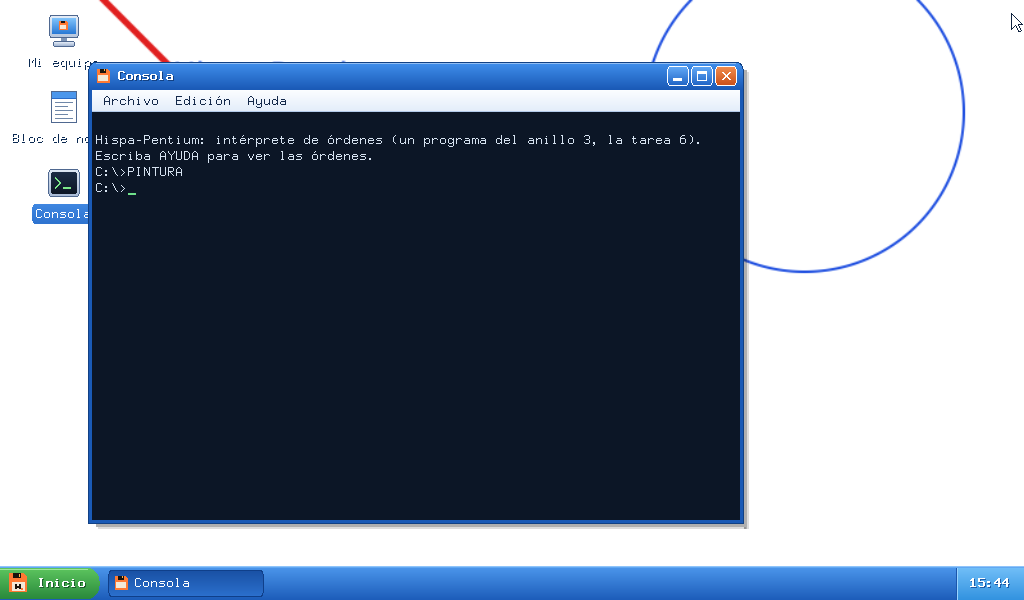 Mi equip
Consola
Archivo Edición Ayuda
Bloc de no
Hispa-Pentium: intérprete de órdenes (un programa del anillo 3, la tarea 6).
Escriba AYUDA para ver las órdenes.
C:\>PINTURA
C:\>_
Consola
Inicio
Consola
15:44